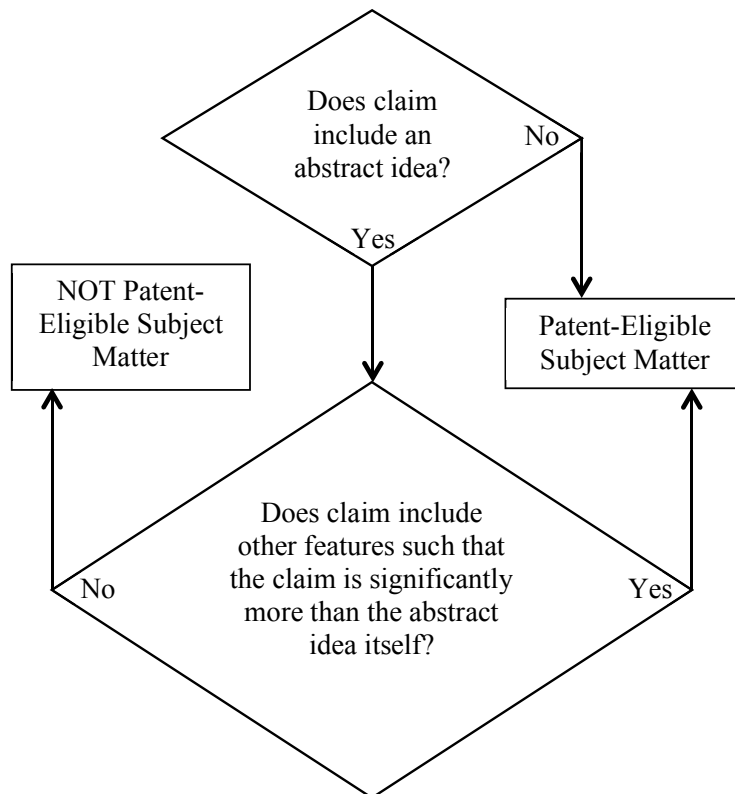 Does claim
include an
abstract idea?
No
Yes
NOT Patent-
Eligible Subject
Matter
Patent-Eligible
Subject Matter
Does claim include
other features such that
the claim is significantly
more than the abstract
idea itself?
No
Yes